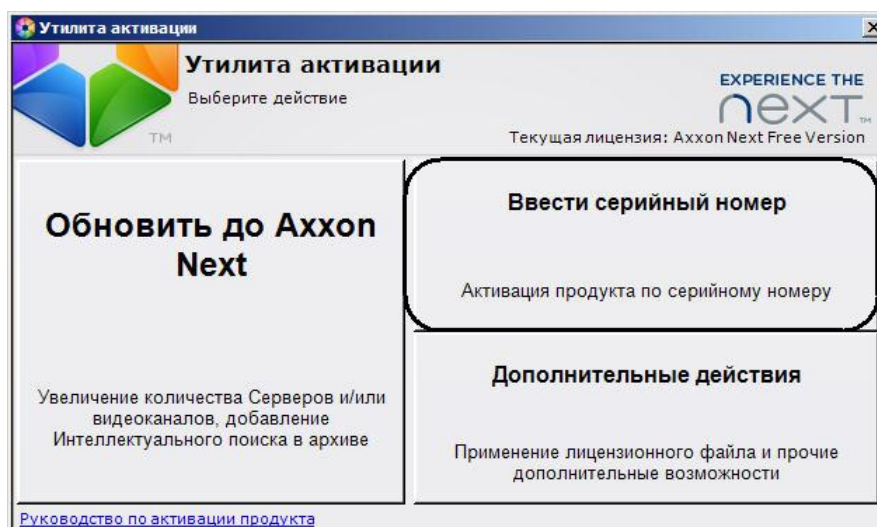 Утилита активации
Утилита активации
Выберите действие
EXPERIENCE THE
next
TM
TM
Текущая лицензия: Axxon Next Free Version
Обновить до Axxon
Next
Увеличение количества Серверов и/или
видеоканалов, добавление
Интеллектуального поиска в архиве
Ввести серийный номер
Активация продукта по серийному номеру
Дополнительные действия
Применение лицензионного файла и прочие
дополнительные возможности
Руководство по активации продукта